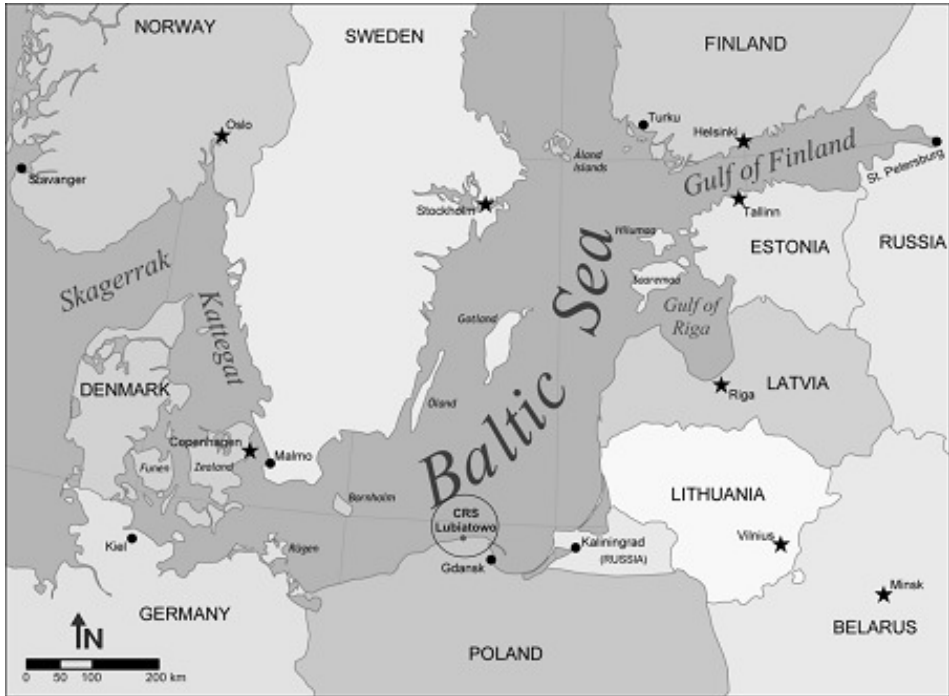 NORWAY
SWEDEN
FINLAND
Oslo
Turku
Helsinki
Stavanger
Åland
Islands
Gulf of Finland
St. Petersburg
Stockholm
Tallinn
Hiiumaa
ESTONIA
RUSSIA
Skagerrak
Kattegat
Sea
Saaremaa
Gotland
Gulf of
Riga
DENMARK
Riga
LATVIA
Öland
Baltic
Copenhagen
Malmo
Funen
Zealand
Bornholm
LITHUANIA
CRS
Lubiatowo
Kiel
Rügen
Gdansk
Kaliningrad
(RUSSIA)
Vilnius
Minsk
GERMANY
POLAND
BELARUS
N
0 50 100 200 km